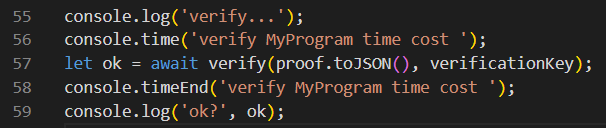 55 console.log('verify...');
56 console.time('verify MyProgram time cost ');
57 let ok = await verify(proof.toJSON(), verificationKey);
58 console.timeEnd('verify MyProgram time cost ');
59 console.log('ok?', ok);